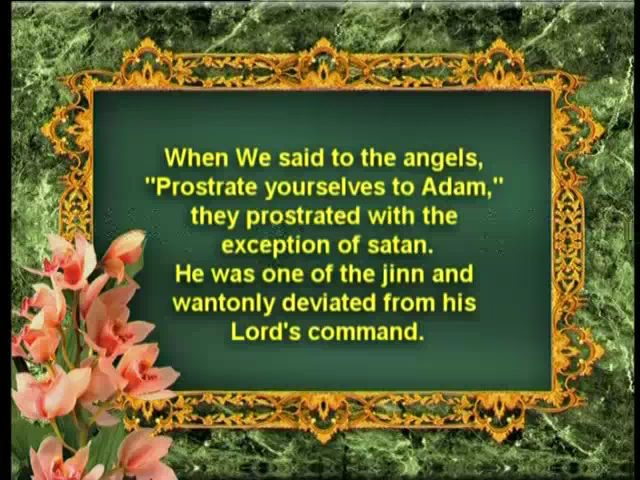 When We said to the angels,
"Prostrate yourselves to Adam,"
they prostrated with the
exception of satan.
He was one of the jinn and
wantonly deviated from his
Lord's command.